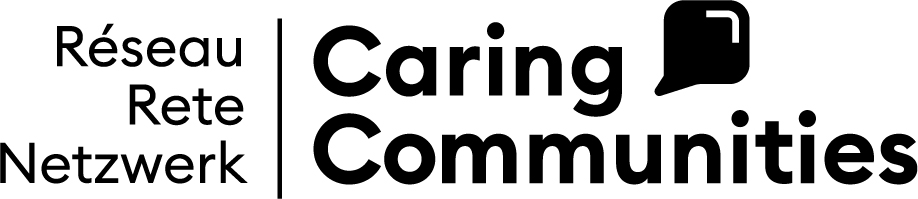 Réseau
Rete
Netzwerk
Caring
Communities